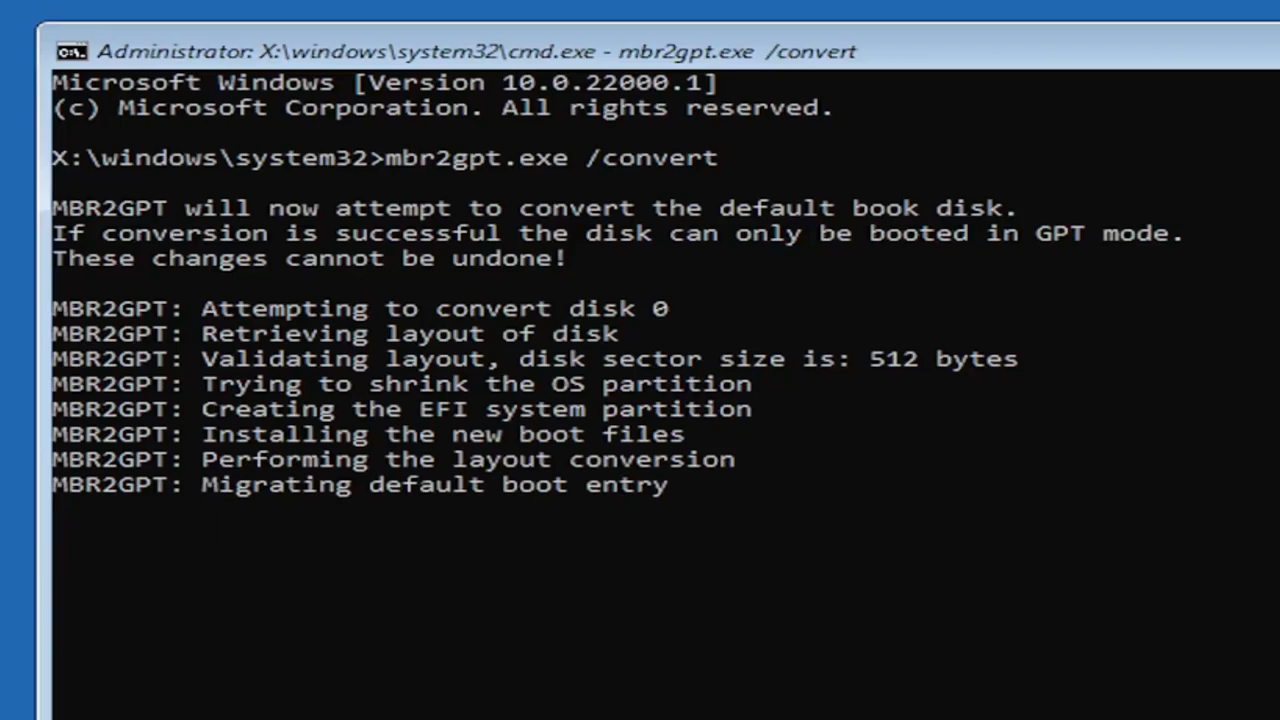 Administrator: X:\windows\system32\cmd.exe - mbr2gpt.exe /convert
Microsoft Windows [Version 10.0.22000.1]
(c) Microsoft Corporation. All rights reserved.
X:\windows\system32>mbr2gpt.exe /convert
MBR2GPT will now attempt to convert the default book disk.
If conversion is successful the disk can only be booted in GPT mode.
These changes cannot be undone!
MBR2GPT: Attempting to convert disk 0
MBR2GPT: Retrieving layout of disk
MBR2GPT: Validating layout, disk sector size is: 512 bytes
MBR2GPT: Trying to shrink the OS partition
MBR2GPT: Creating the EFI system partition
MBR2GPT: Installing the new boot files
MBR2GPT: Performing the layout conversion
MBR2GPT: Migrating default boot entry